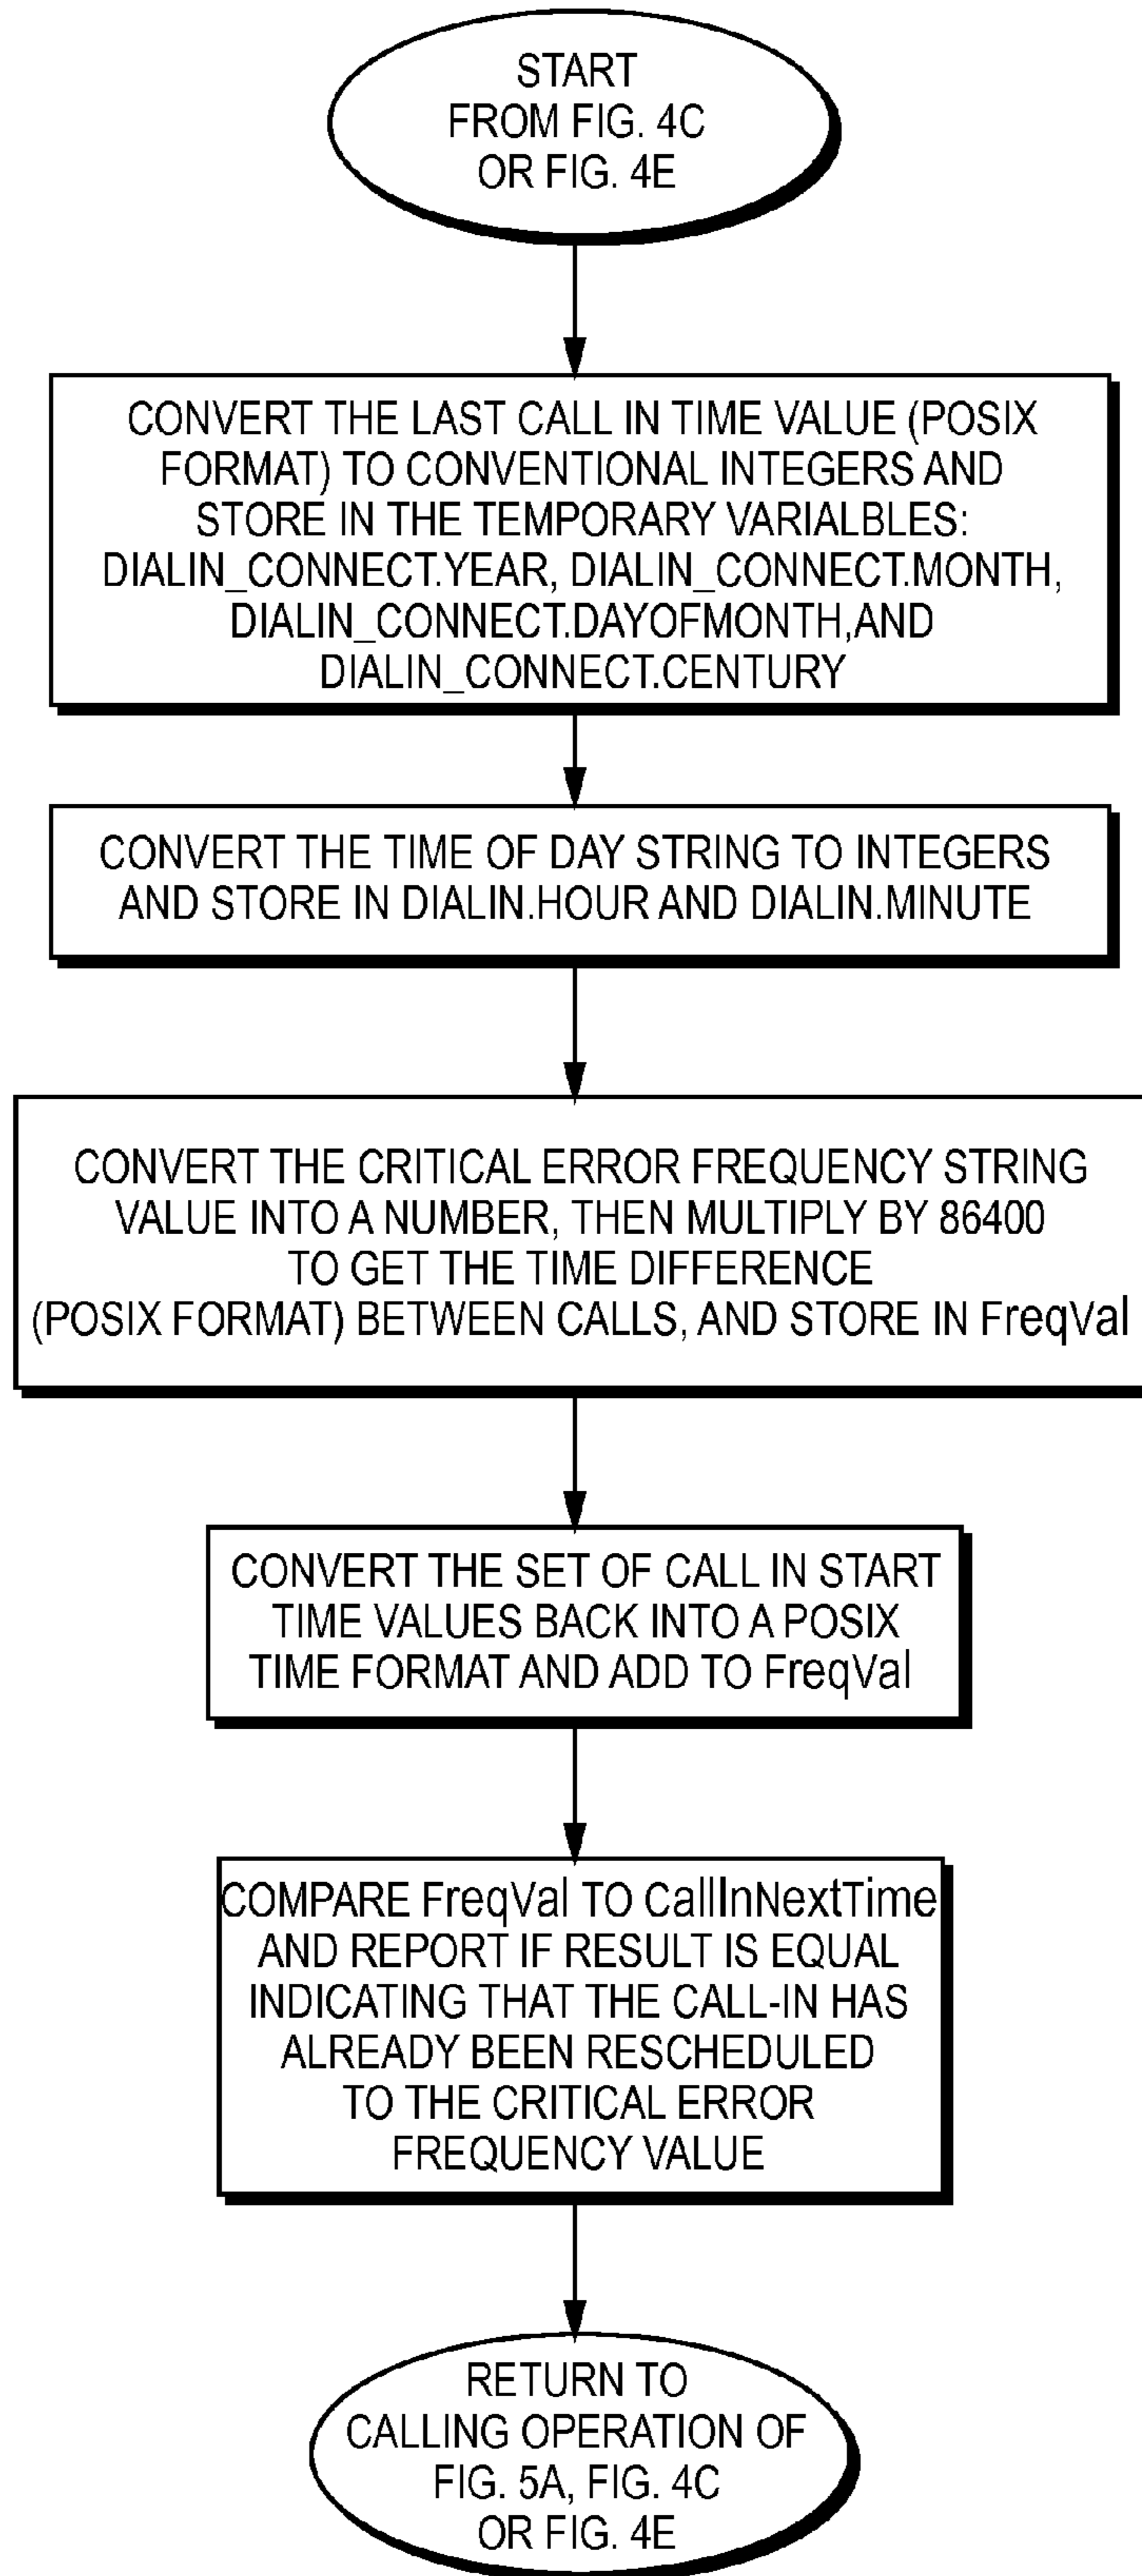 START
FROM FIG. 4C
OR FIG. 4E
CONVERT THE LAST CALL IN TIME VALUE (POSIX
FORMAT) TO CONVENTIONAL INTEGERS AND
STORE IN THE TEMPORARY VARIALBLES:
DIALIN_CONNECT.YEAR, DIALIN_CONNECT.MONTH,
DIALIN_CONNECT.DAYOFMONTH,AND
DIALIN_CONNECT.CENTURY
CONVERT THE TIME OF DAY STRING TO INTEGERS
AND STORE IN DIALIN.HOUR AND DIALIN.MINUTE
CONVERT THE CRITICAL ERROR FREQUENCY STRING
VALUE INTO A NUMBER, THEN MULTIPLY BY 86400
TO GET THE TIME DIFFERENCE
(POSIX FORMAT) BETWEEN CALLS, AND STORE IN FreqVal
CONVERT THE SET OF CALL IN START
TIME VALUES BACK INTO A POSIX
TIME FORMAT AND ADD TO FreqVal
COMPARE FreqVal TO CallInNextTime
AND REPORT IF RESULT IS EQUAL
INDICATING THAT THE CALL-IN HAS
ALREADY BEEN RESCHEDULED
TO THE CRITICAL ERROR
FREQUENCY VALUE
RETURN TO
CALLING OPERATION OF
FIG. 5A, FIG. 4C
OR FIG. 4E